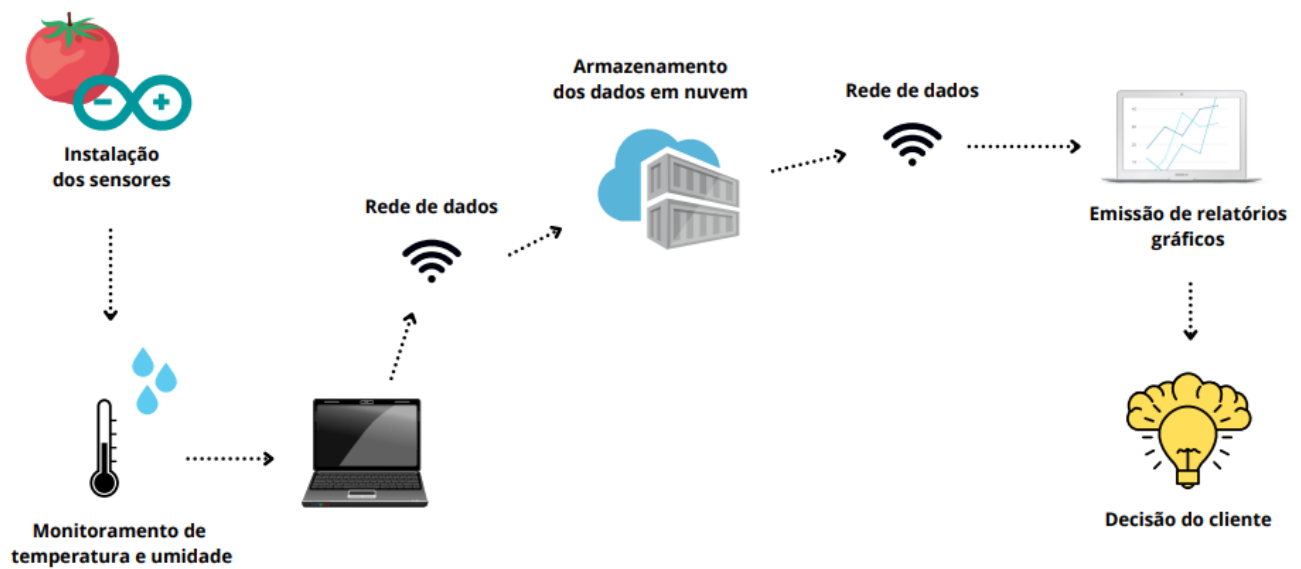 Instalação
dos sensores
Monitoramento de
temperatura e umidade
Rede de dados
Armazenamento
dos dados em nuvem
Rede de dados
Emissão de relatórios
gráficos
Decisão do cliente